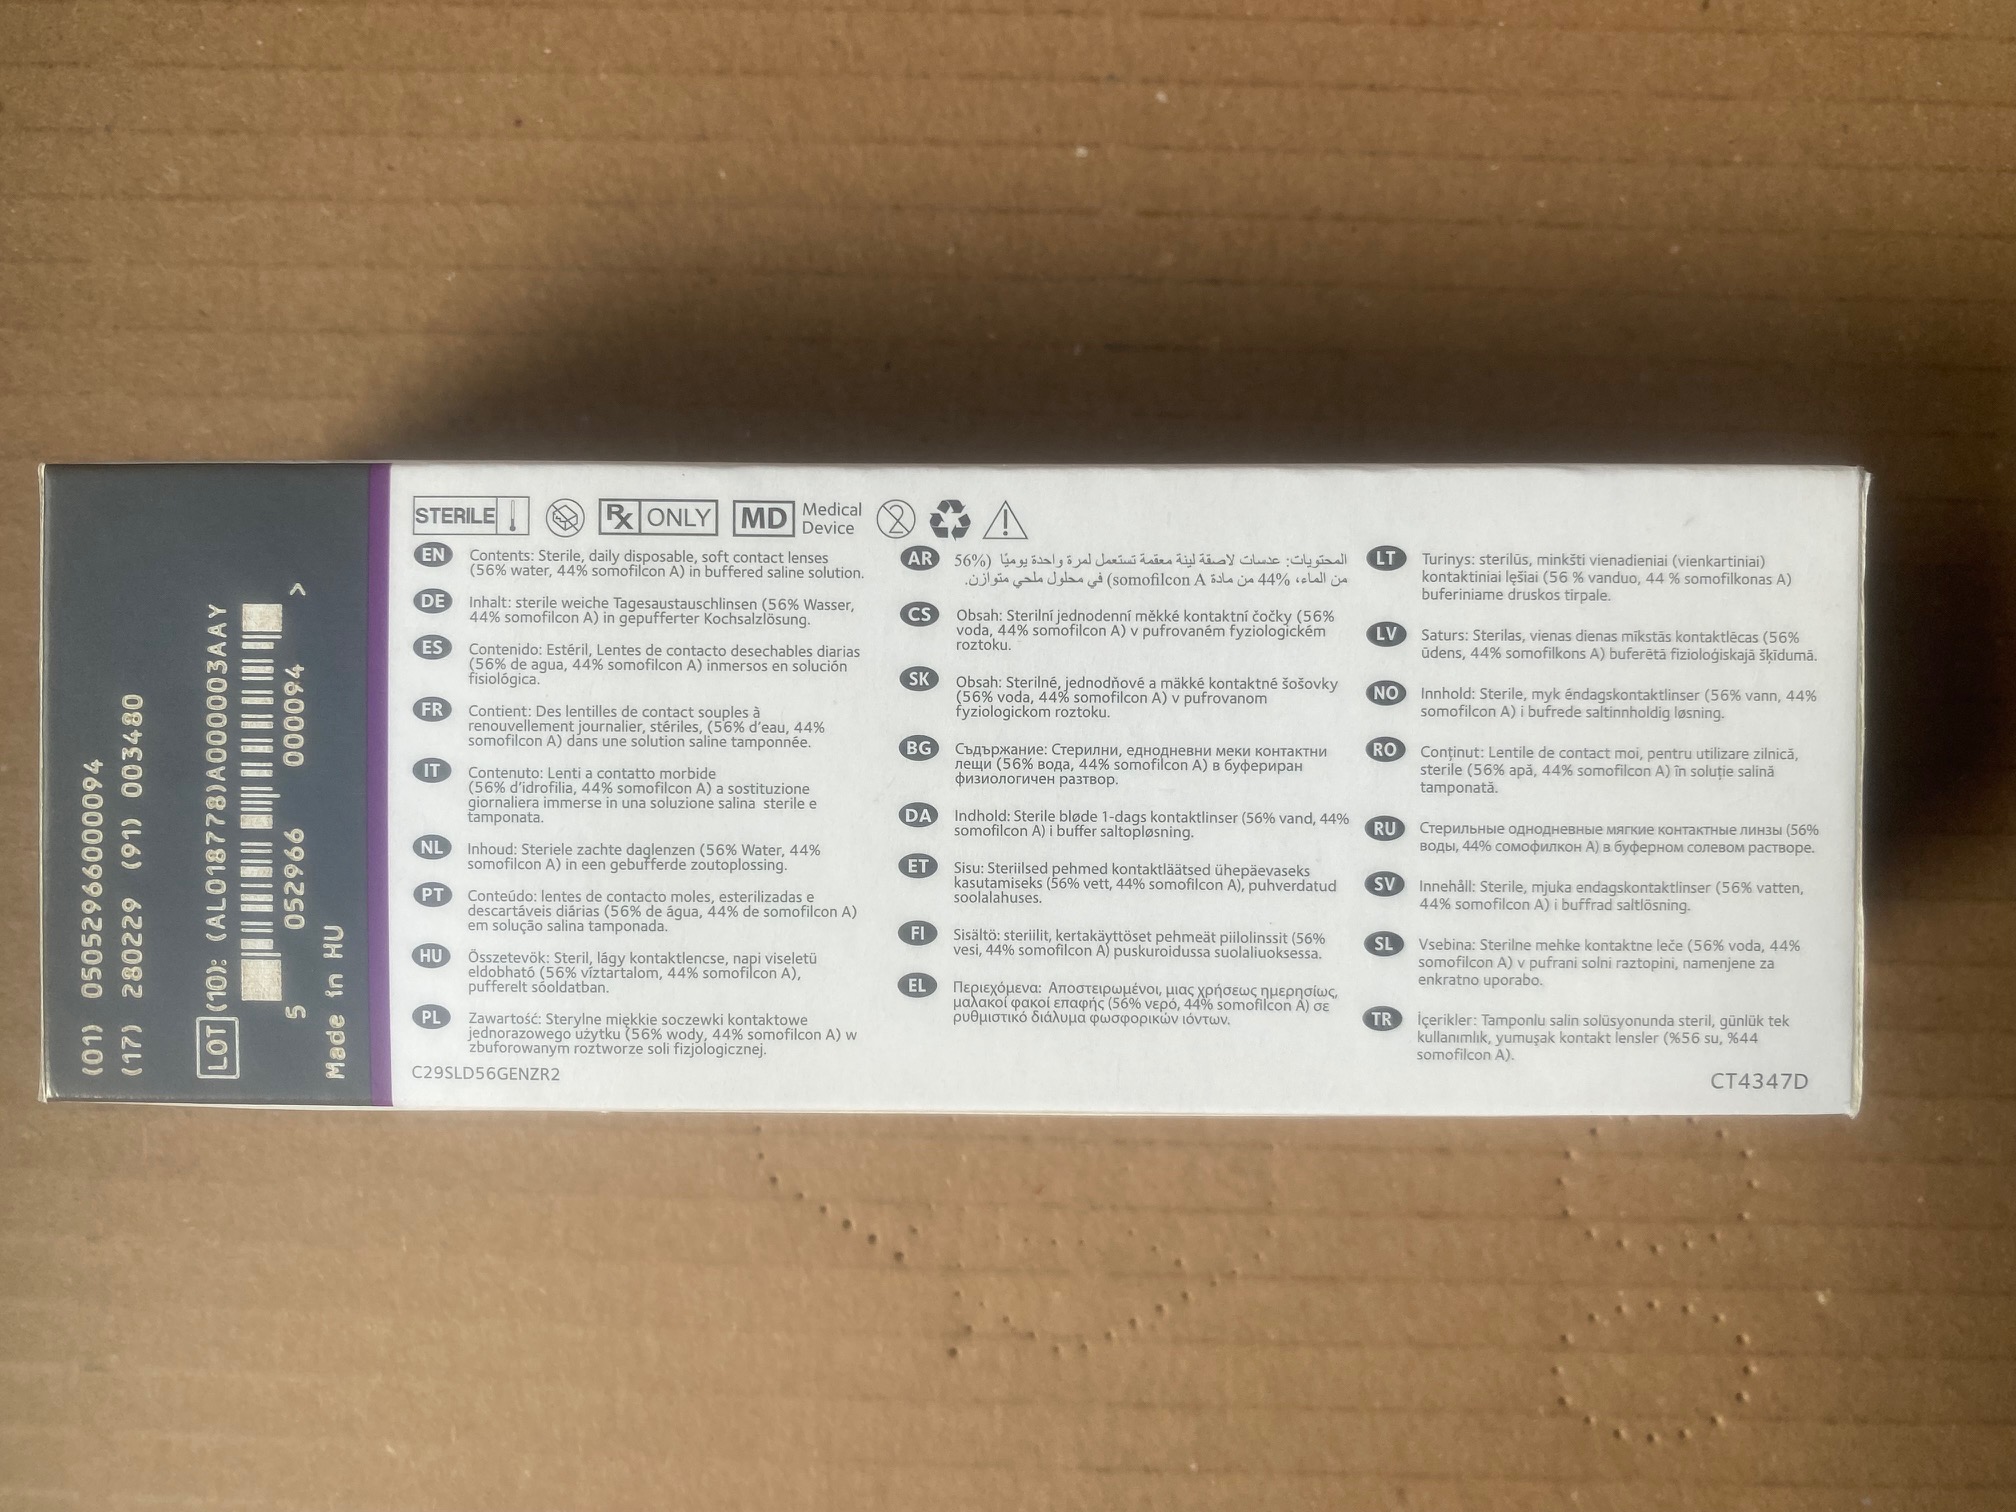 (01) 05052966000094
(17) 280229 (91) 003480
LOT (10): (AL018778)A000003AAY
5 052966 000094 >
Made in HU
STERILE
Rx ONLY
MD Medical
Device
EN Contents: Sterile, daily disposable, soft contact lenses
(56% water, 44% somofilcon A) in buffered saline solution.
DE Inhalt: sterile weiche Tagesaustauschlinsen (56% Wasser,
44% somofilcon A) in gepufferter Kochsalzlösung.
ES Contenido: Estéril, Lentes de contacto desechables diarias
(56% de agua, 44% somofilcon A) inmersos en solución
fisiológica.
FR Contient: Des lentilles de contact souples à
renouvellement journalier, stériles, (56% d'eau, 44%
somofilcon A) dans une solution saline tamponnée.
IT Contenuto: Lenti a contatto morbide
(56% d'idrofilia, 44% somofilcon A) a sostituzione
giornaliera immerse in una soluzione salina sterile e
tamponata.
NL Inhoud: Steriele zachte daglenzen (56% Water, 44%
somofilcon A) in een gebufferde zoutoplossing.
PT Conteúdo: lentes de contacto moles, esterilizadas e
descartáveis diárias (56% de água, 44% de somofilcon A)
em solução salina tamponada.
HU Összetevők: Steril, lágy kontaktlencse, napi viseletű
eldobható (56% víztartalom, 44% somofilcon A),
pufferelt sóoldatban.
PL Zawartość: Sterylne miękkie soczewki kontaktowe
jednorazowego użytku (56% wody, 44% somofilcon A) w
zbuforowanym roztworze soli fizjologicznej.
C29SLD56GENZR2
AR المحتويات: عدسات لاصقة لينة معقمة تستعمل لمرة واحدة يوميًا (56%
من الماء، 44% من مادة somofilcon A) في محلول ملحي متوازن.
CS Obsah: Sterilní jednodenní měkké kontaktní čočky (56%
voda, 44% somofilcon A) v pufrovaném fyziologickém
roztoku.
SK Obsah: Sterilné, jednodňové a mäkké kontaktné šošovky
(56% voda, 44% somofilcon A) v pufrovanom
fyziologickom roztoku.
BG Съдържание: Стерилни, еднодневни меки контактни
лещи (56% вода, 44% somofilcon A) в буфериран
физиологичен разтвор.
DA Indhold: Sterile bløde 1-dags kontaktlinser (56% vand, 44%
somofilcon A) i buffer saltopløsning.
ET Sisu: Steriilsed pehmed kontaktläätsed ühepäevaseks
kasutamiseks (56% vett, 44% somofilcon A), puhverdatud
soolalahuses.
FI Sisältö: steriilit, kertakäyttöset pehmeät piilolinssit (56%
vesi, 44% somofilcon A) puskuroidussa suolaliuoksessa.
EL Περιεχόμενα: Αποστειρωμένοι, μιας χρήσεως ημερησίως,
μαλακοί φακοί επαφής (56% νερό, 44% somofilcon A) σε
ρυθμιστικό διάλυμα φωσφορικών ιόντων.
LT Turinys: sterilūs, minkšti vienadieniai (vienkartiniai)
kontaktiniai lęšiai (56 % vanduo, 44 % somofilkonas A)
buferiniame druskos tirpale.
LV Saturs: Sterilas, vienas dienas mīkstās kontaktlēcas (56%
ūdens, 44% somofilkons A) buferētā fizioloģiskajā šķīdumā.
NO Innhold: Sterile, myk éndagskontaktlinser (56% vann, 44%
somofilcon A) i bufrede saltinnholdig løsning.
RO Conținut: Lentile de contact moi, pentru utilizare zilnică,
sterile (56% apă, 44% somofilcon A) în soluție salină
tamponată.
RU Стерильные однодневные мягкие контактные линзы (56%
воды, 44% сомофилкон А) в буферном солевом растворе.
SV Innehåll: Sterile, mjuka endagskontaktlinser (56% vatten,
44% somofilcon A) i buffrad saltlösning.
SL Vsebina: Sterilne mehke kontaktne leče (56% voda, 44%
somofilcon A) v pufrani solni raztopini, namenjene za
enkratno uporabo.
TR İçerikler: Tamponlu salin solüsyonunda steril, günlük tek
kullanımlık, yumuşak kontakt lensler (%56 su, %44
somofilcon A).
CT4347D